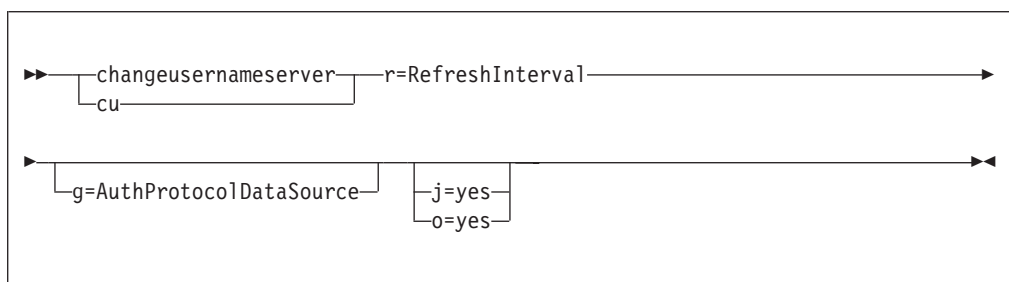 changeusernameserver r=RefreshInterval
cu
g=AuthProtocolDataSource j=yes
o=yes